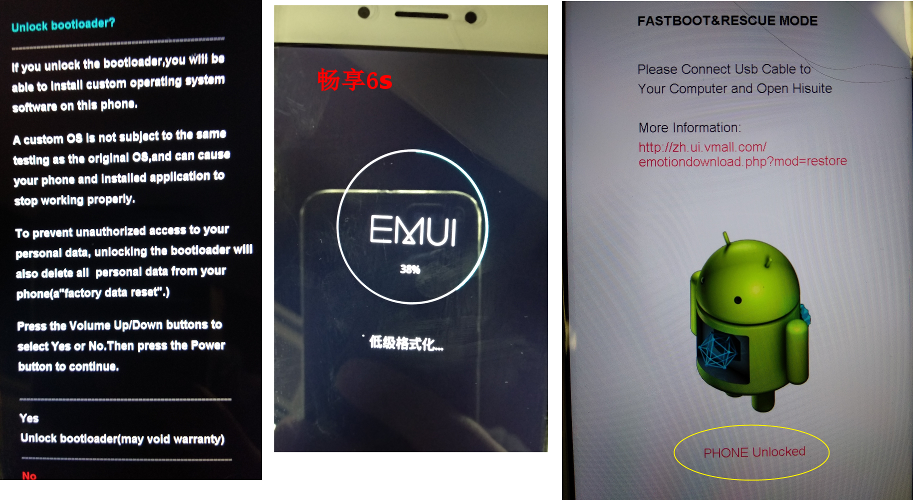 Unlock bootloader?
If you unlock the bootloader,you will be
able to install custom operating system
software on this phone.
A custom OS is not subject to the same
testing as the original OS,and can cause
your phone and installed application to
stop working properly.
To prevent unauthorized access to your
personal data, unlocking the bootloader will
also delete all personal data from your
phone(a"factory data reset".)
Press the Volume Up/Down buttons to
select Yes or No.Then press the Power
button to continue.
Yes
Unlock bootloader(may void warranty)
No
畅享6s
EMUI
38%
低级格式化...
FASTBOOT&RESCUE MODE
Please Connect Usb Cable to
Your Computer and Open Hisuite
More Information:
http://zh.ui.vmall.com/
emotiondownload.php?mod=restore
PHONE Unlocked